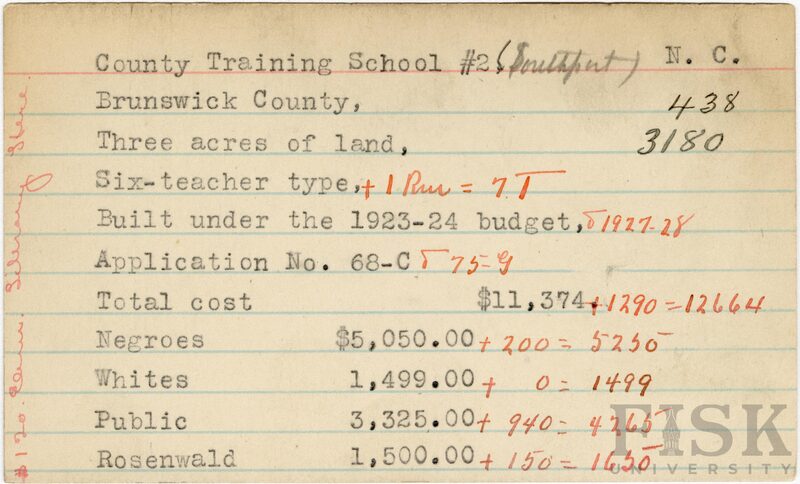 County Training School #2, (Southport) N. C.
Brunswick County, 438
Three acres of land, 3180
Six-teacher type, + 1 Rm = 7 T
Built under the 1923-24 budget, & 1927-28
Application No. 68-C & 75-G
Total cost $11,374. + 1290 = 12664
Negroes $5,050.00 + 200 = 5250
Whites 1,499.00 + 0 = 1499
Public 3,325.00 + 940 = 4265
Rosenwald 1,500.00 + 150 = 1650
$120. Library
FISK
UNIVERSITY